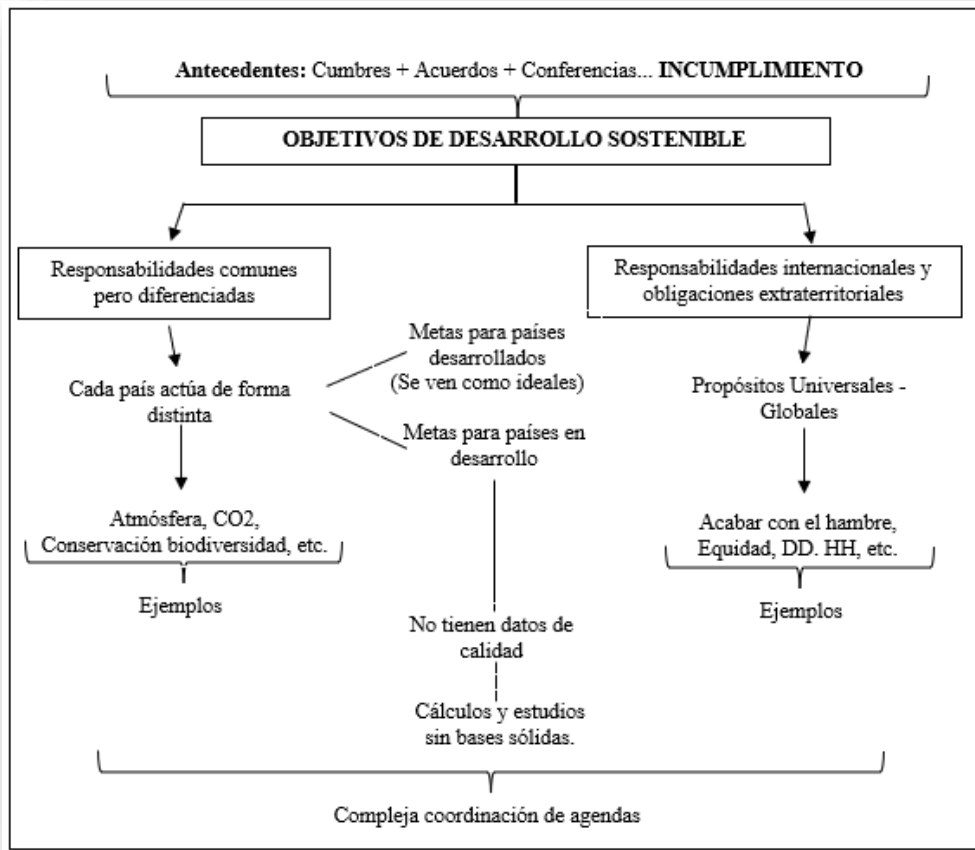 Antecedentes: Cumbres + Acuerdos + Conferencias... INCUMPLIMIENTO
OBJETIVOS DE DESARROLLO SOSTENIBLE
Responsabilidades comunes
pero diferenciadas
Responsabilidades internacionales y
obligaciones extraterritoriales
Cada país actúa de forma
distinta
Metas para países
desarrollados
(Se ven como ideales)
Metas para países en
desarrollo
Propósitos Universales -
Globales
Atmósfera, CO2,
Conservación biodiversidad, etc.
Ejemplos
Acabar con el hambre,
Equidad, DD. HH, etc.
Ejemplos
No tienen datos de
calidad
Cálculos y estudios
sin bases sólidas.
Compleja coordinación de agendas